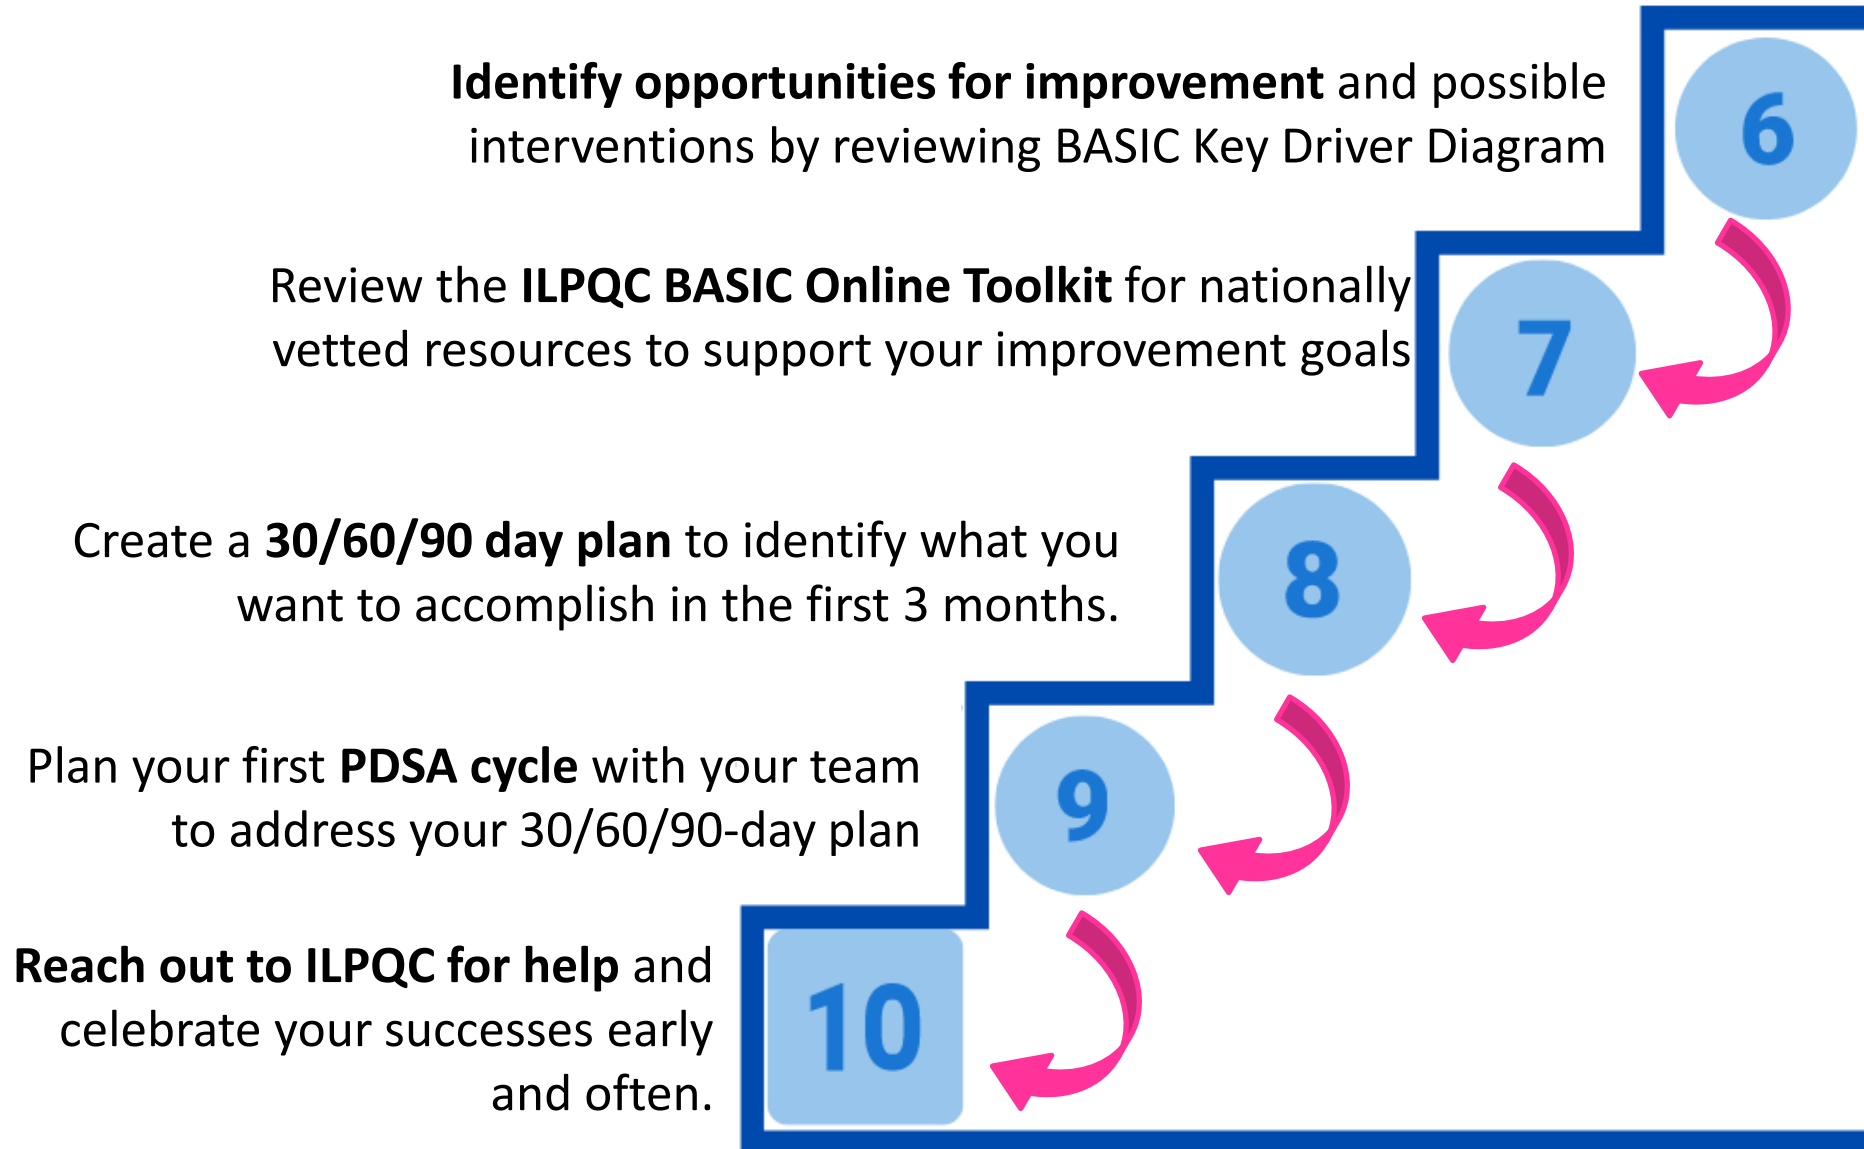 Identify opportunities for improvement and possible
interventions by reviewing BASIC Key Driver Diagram
6
Review the ILPQC BASIC Online Toolkit for nationally
vetted resources to support your improvement goals
7
Create a 30/60/90 day plan to identify what you
want to accomplish in the first 3 months.
8
Plan your first PDSA cycle with your team
to address your 30/60/90-day plan
9
Reach out to ILPQC for help and
celebrate your successes early
and often.
10